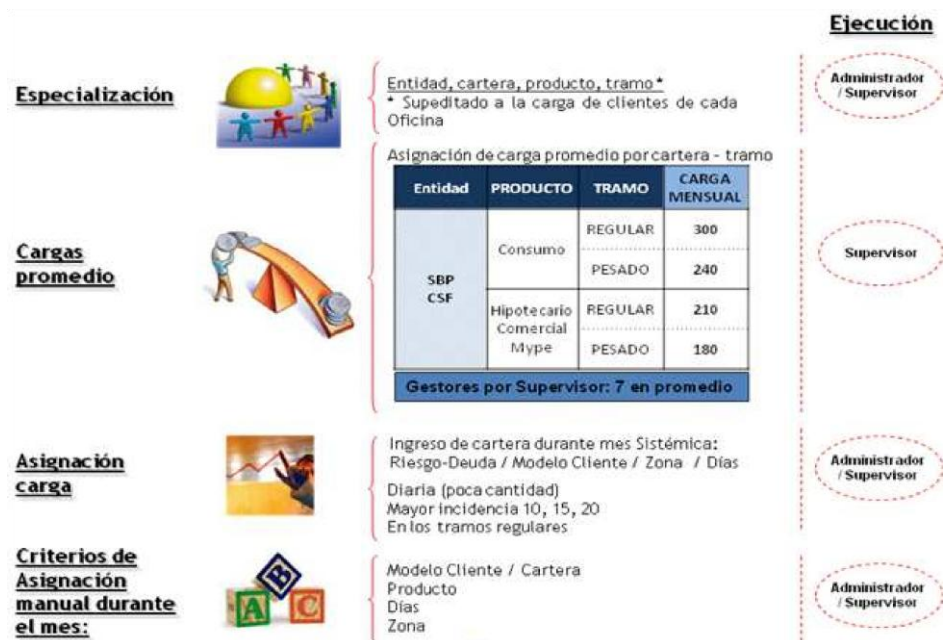 Ejecución
Especialización
Entidad, cartera, producto, tramo*
* Supeditado a la carga de clientes de cada
Oficina
Administrador
/ Supervisor
Cargas
promedio
Asignación de carga promedio por cartera - tramo
Entidad PRODUCTO TRAMO CARGA MENSUAL
SBP
CSF
Consumo
REGULAR 300
PESADO 240
Hipotecario
Comercial
Mype
REGULAR 210
PESADO 180
Gestores por Supervisor: 7 en promedio
Supervisor
Asignación
carga
Ingreso de cartera durante mes Sistémica:
Riesgo-Deuda / Modelo Cliente / Zona / Días
Diaria (poca cantidad)
Mayor incidencia 10, 15, 20
En los tramos regulares
Administrador
/ Supervisor
Criterios de
Asignación
manual durante
el mes:
A B C
Modelo Cliente / Cartera
Producto
Días
Zona
Administrador
/ Supervisor